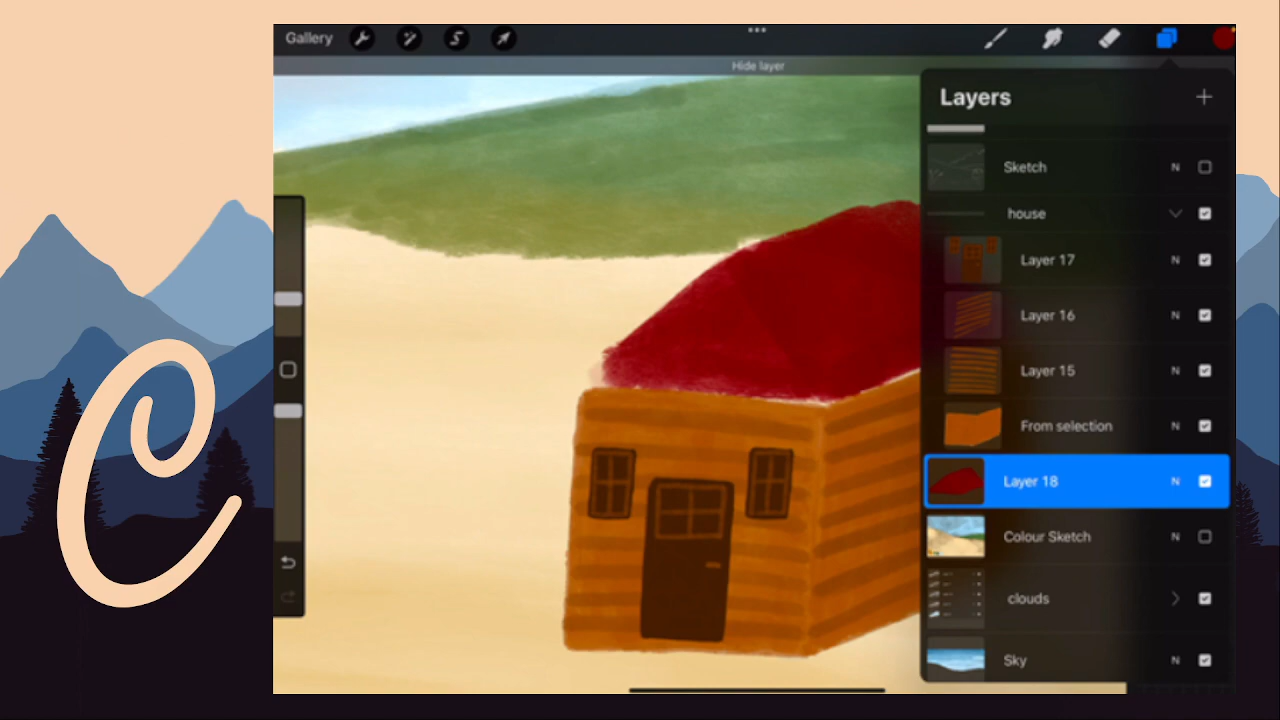 Gallery
Hide layer
Layers
Sketch N
house
Layer 17 N
Layer 16 N
Layer 15 N
From selection N
Layer 18 N
Colour Sketch N
clouds
Sky N
C